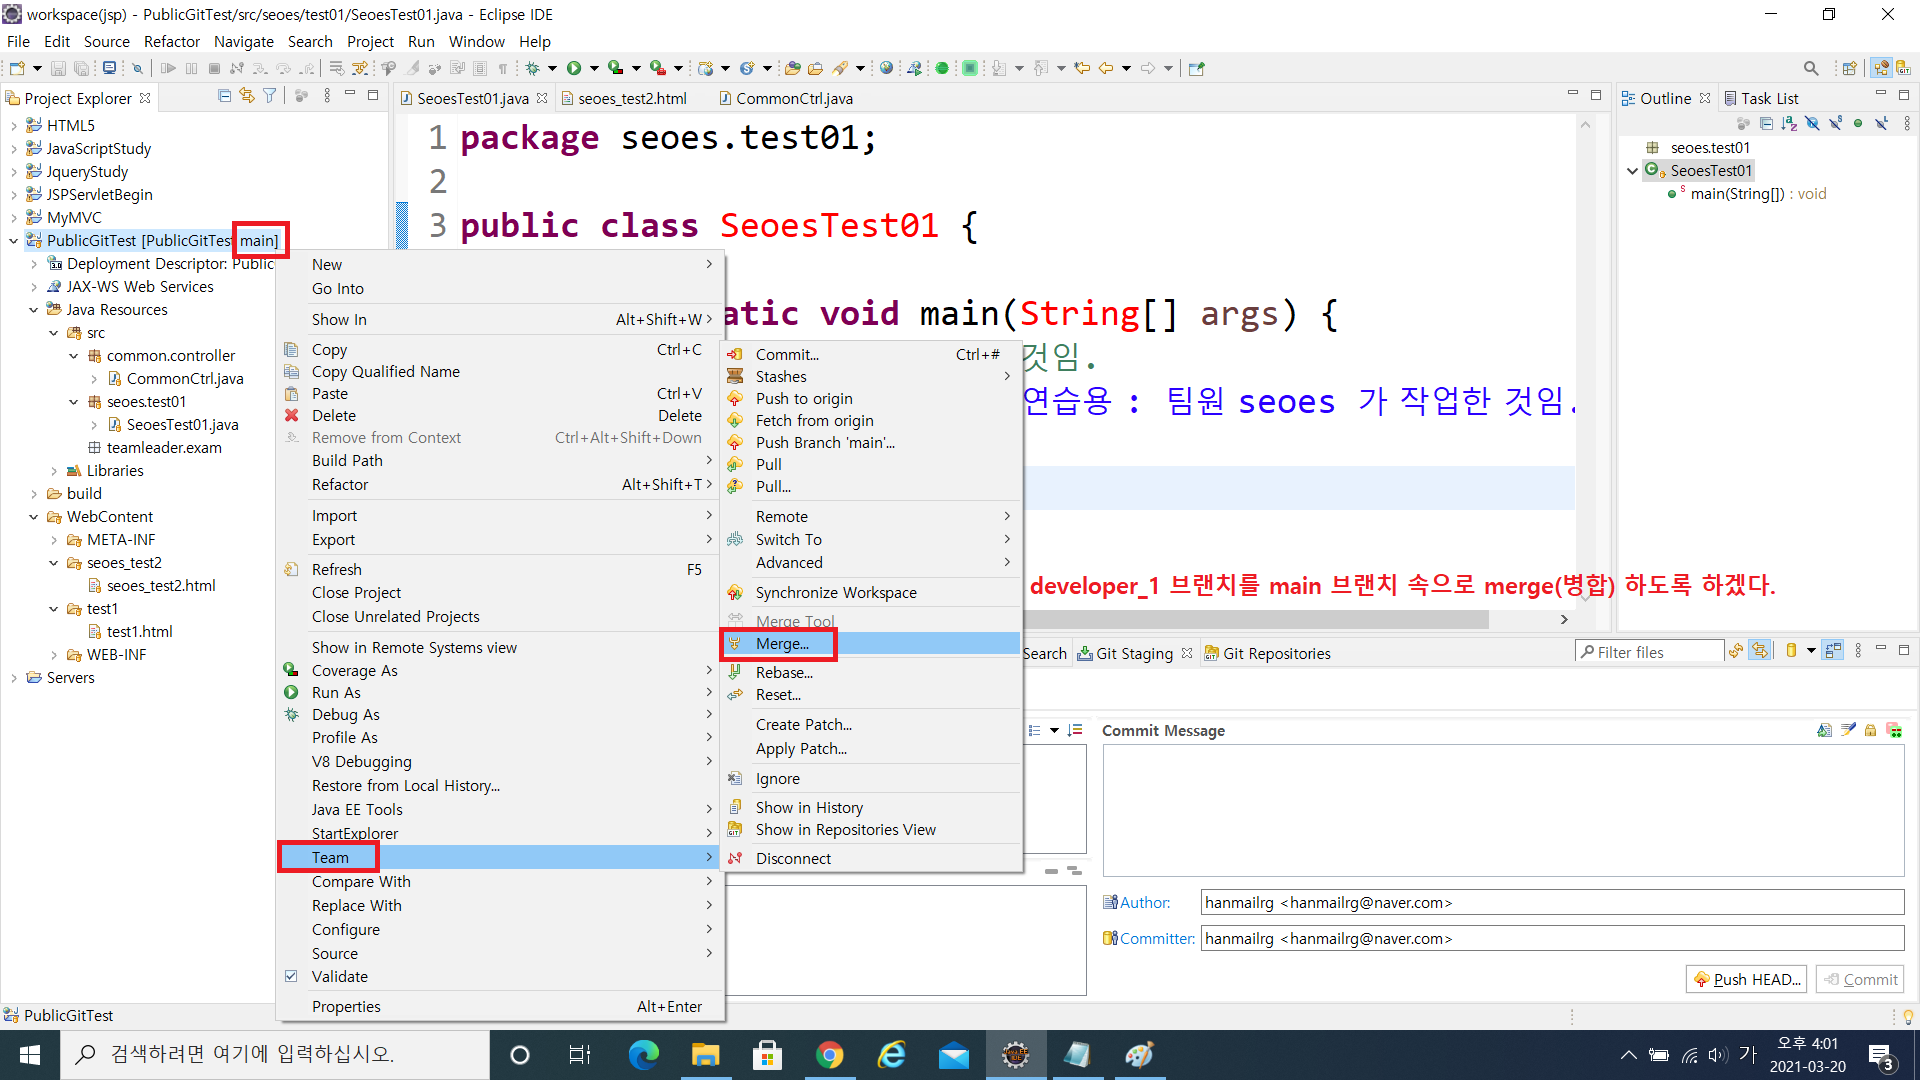 workspace(jsp) - PublicGitTest/src/seoes/test01/SeoesTest01.java - Eclipse IDE
File Edit Source Refactor Navigate Search Project Run Window Help
Project Explorer
HTML5
JavaScriptStudy
JqueryStudy
JSPServletBegin
MyMVC
PublicGitTest [PublicGitTest main]
Deployment Descriptor: Public
JAX-WS Web Services
Java Resources
src
common.controller
CommonCtrl.java
seoes.test01
SeoesTest01.java
teamleader.exam
Libraries
build
WebContent
META-INF
seoes_test2
seoes_test2.html
test1
test1.html
WEB-INF
Servers
SeoesTest01.java seoes_test2.html CommonCtrl.java
1 package seoes.test01;
2
3 public class SeoesTest01 {
atic void main(String[] args) {
것임.
연습용 : 팀원 seoes 가 작업한 것임.
New
Go Into
Show In Alt+Shift+W
Copy Ctrl+C
Copy Qualified Name
Paste Ctrl+V
Delete Delete
Remove from Context Ctrl+Alt+Shift+Down
Build Path
Refactor Alt+Shift+T
Import
Export
Refresh F5
Close Project
Close Unrelated Projects
Show in Remote Systems view
Coverage As
Run As
Debug As
Profile As
V8 Debugging
Restore from Local History...
Java EE Tools
StartExplorer
Team
Compare With
Replace With
Configure
Source
Validate
Properties Alt+Enter
Commit... Ctrl+#
Stashes
Push to origin
Fetch from origin
Push Branch 'main'...
Pull
Pull...
Remote
Switch To
Advanced
Synchronize Workspace
Merge Tool
Merge...
Rebase...
Reset...
Create Patch...
Apply Patch...
Ignore
Show in History
Show in Repositories View
Disconnect
developer_1 브랜치를 main 브랜치 속으로 merge(병합) 하도록 하겠다.
Outline Task List
seoes.test01
SeoesTest01
main(String[]) : void
Search Git Staging Git Repositories
Filter files
Commit Message
Author: hanmailrg <hanmailrg@naver.com>
Committer: hanmailrg <hanmailrg@naver.com>
Push HEAD... Commit
PublicGitTest
검색하려면 여기에 입력하십시오.
가
오후 4:01
2021-03-20
3